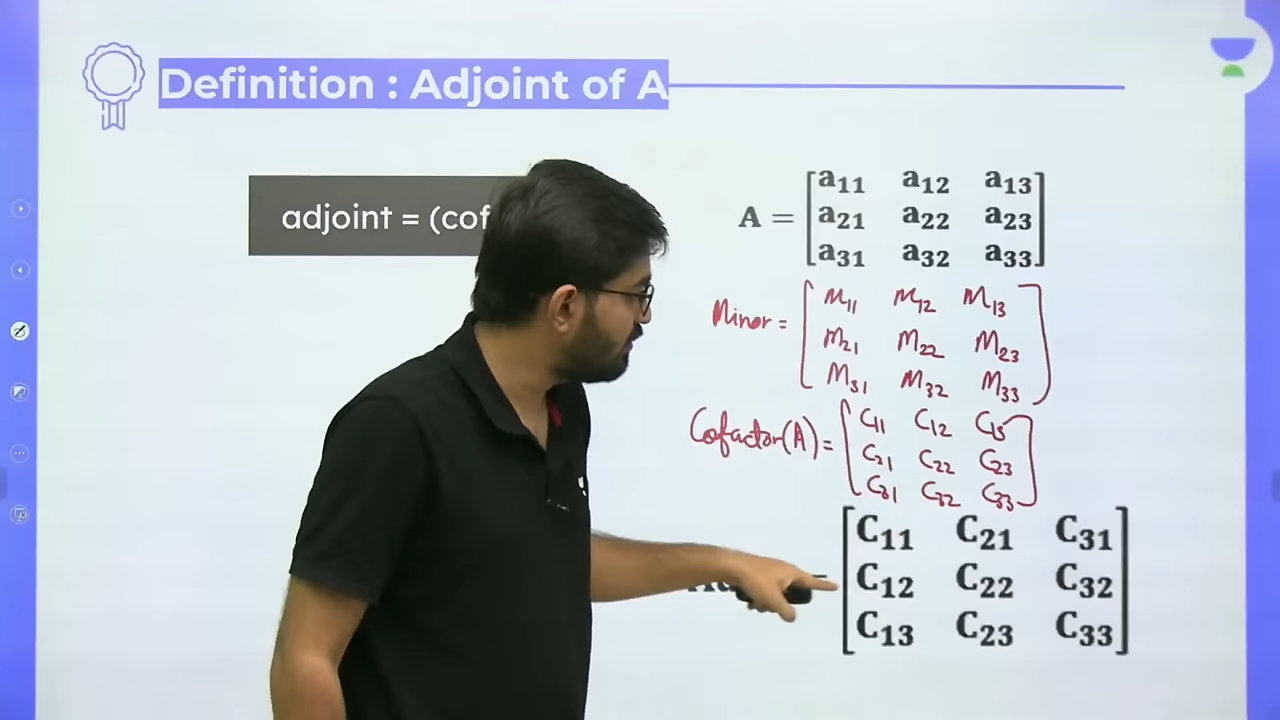 Definition : Adjoint of A
adjoint = (cof
A = [a11 a12 a13
a21 a22 a23
a31 a32 a33]
Minor = [M11 M12 M13
M21 M22 M23
M31 M32 M33]
Cofactor(A) = [C11 C12 C13
C21 C22 C23
C31 C32 C33]
[C11 C21 C31
C12 C22 C32
C13 C23 C33]